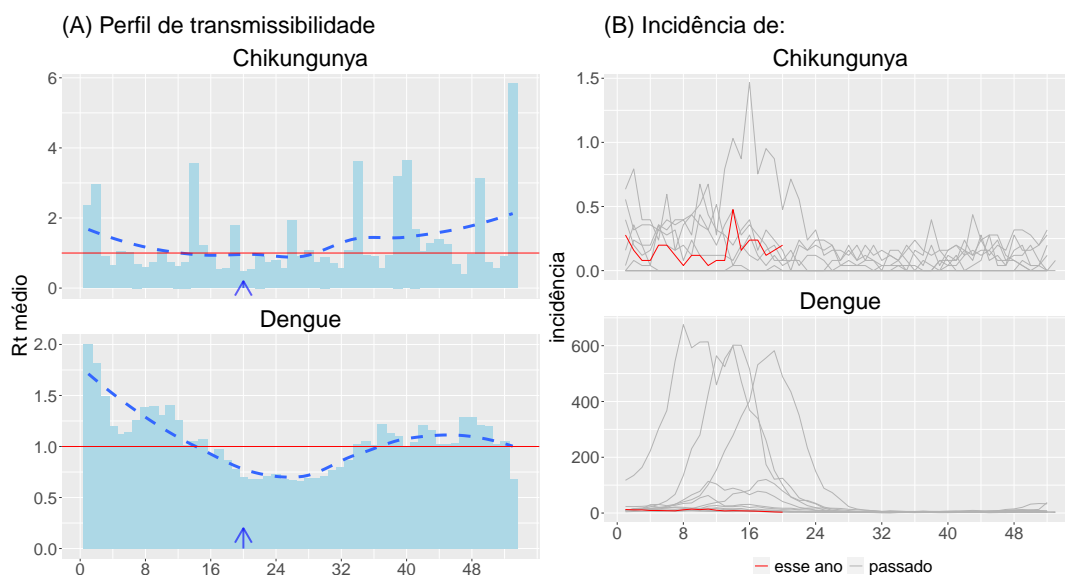 (A) Perfil de transmissibilidade
Chikungunya
6
4
2
0
Dengue
2.0
1.5
1.0
0.5
0.0
0 8 16 24 32 40 48
Rt médio
(B) Incidência de:
Chikungunya
1.5
1.0
0.5
0.0
Dengue
600
400
200
0
0 8 16 24 32 40 48
incidência
esse ano passado